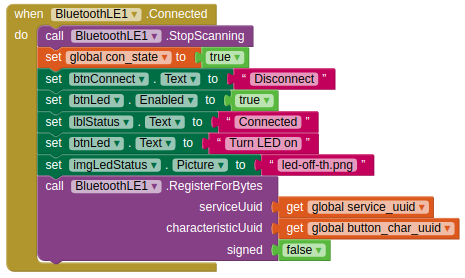 when BluetoothLE1 .Connected
do call BluetoothLE1 .StopScanning
set global con_state to true
set btnConnect . Text to " Disconnect "
set btnLed . Enabled to true
set lblStatus . Text to " Connected "
set btnLed . Text to " Turn LED on "
set imgLedStatus . Picture to " led-off-th.png "
call BluetoothLE1 .RegisterForBytes
serviceUuid get global service_uuid
characteristicUuid get global button_char_uuid
signed false